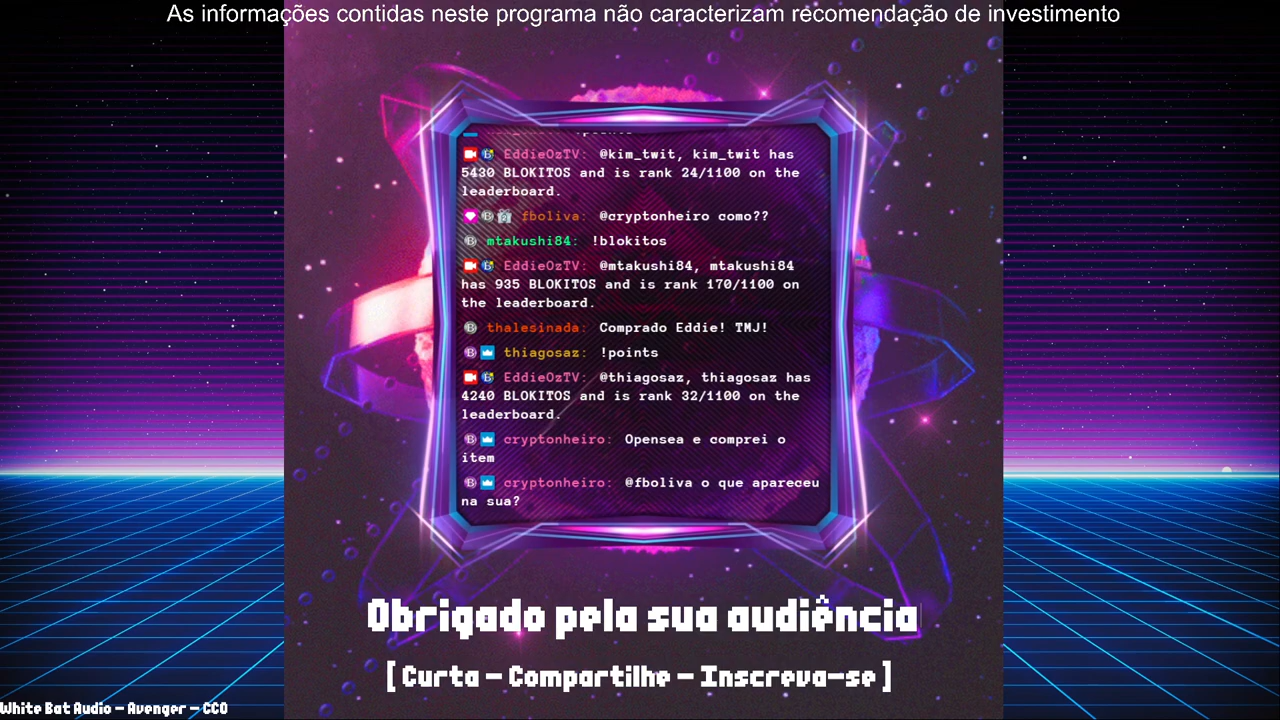 As informações contidas neste programa não caracterizam recomendação de investimento
EddieOzTV: @kim_twit, kim_twit has
5430 BLOKITOS and is rank 24/1100 on the
leaderboard.
fboliva: @cryptonheiro como??
mtakushi84: !blokitos
EddieOzTV: @mtakushi84, mtakushi84
has 935 BLOKITOS and is rank 170/1100 on
the leaderboard.
thalesinada: Comprado Eddie! TMJ!
thiagosaz: !points
EddieOzTV: @thiagosaz, thiagosaz has
4240 BLOKITOS and is rank 32/1100 on the
leaderboard.
cryptonheiro: Opensea e comprei o
item
cryptonheiro: @fboliva o que apareceu
na sua?
Obrigado pela sua audiência
[ Curta - Compartilhe - Inscreva-se ]
White Bat Audio - Avenger - CC0